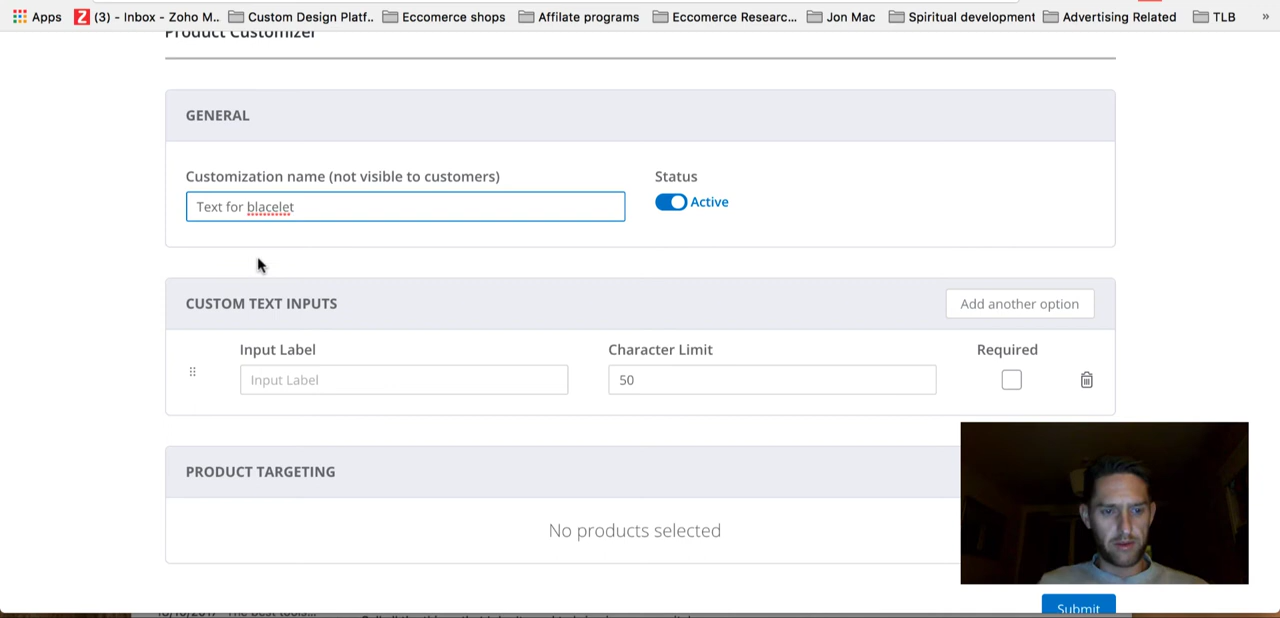 Apps (3) - Inbox - Zoho M.. Custom Design Platf.. Eccomerce shops Affilate programs Eccomerce Researc... Jon Mac Spiritual development Advertising Related TLB »
Product Customizer
GENERAL
Customization name (not visible to customers) Status
Text for blacelet Active
CUSTOM TEXT INPUTS Add another option
Input Label Character Limit Required
Input Label 50
PRODUCT TARGETING
No products selected
Submit